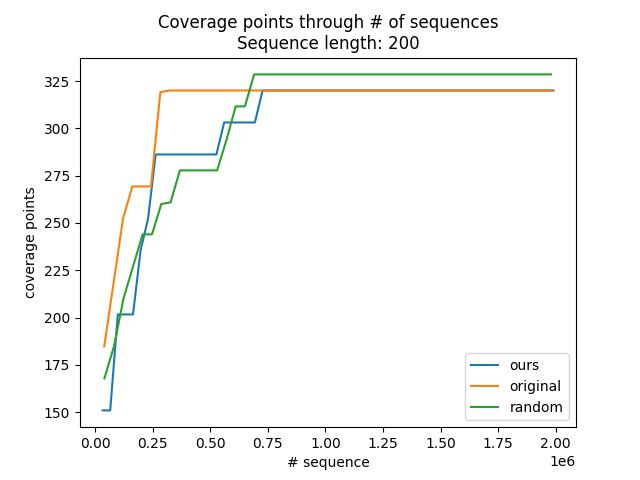 Coverage points through # of sequences
Sequence length: 200
325
300
275
250
225
200
175
150
coverage points
ours
original
random
0.00 0.25 0.50 0.75 1.00 1.25 1.50 1.75 2.00
# sequence
1e6